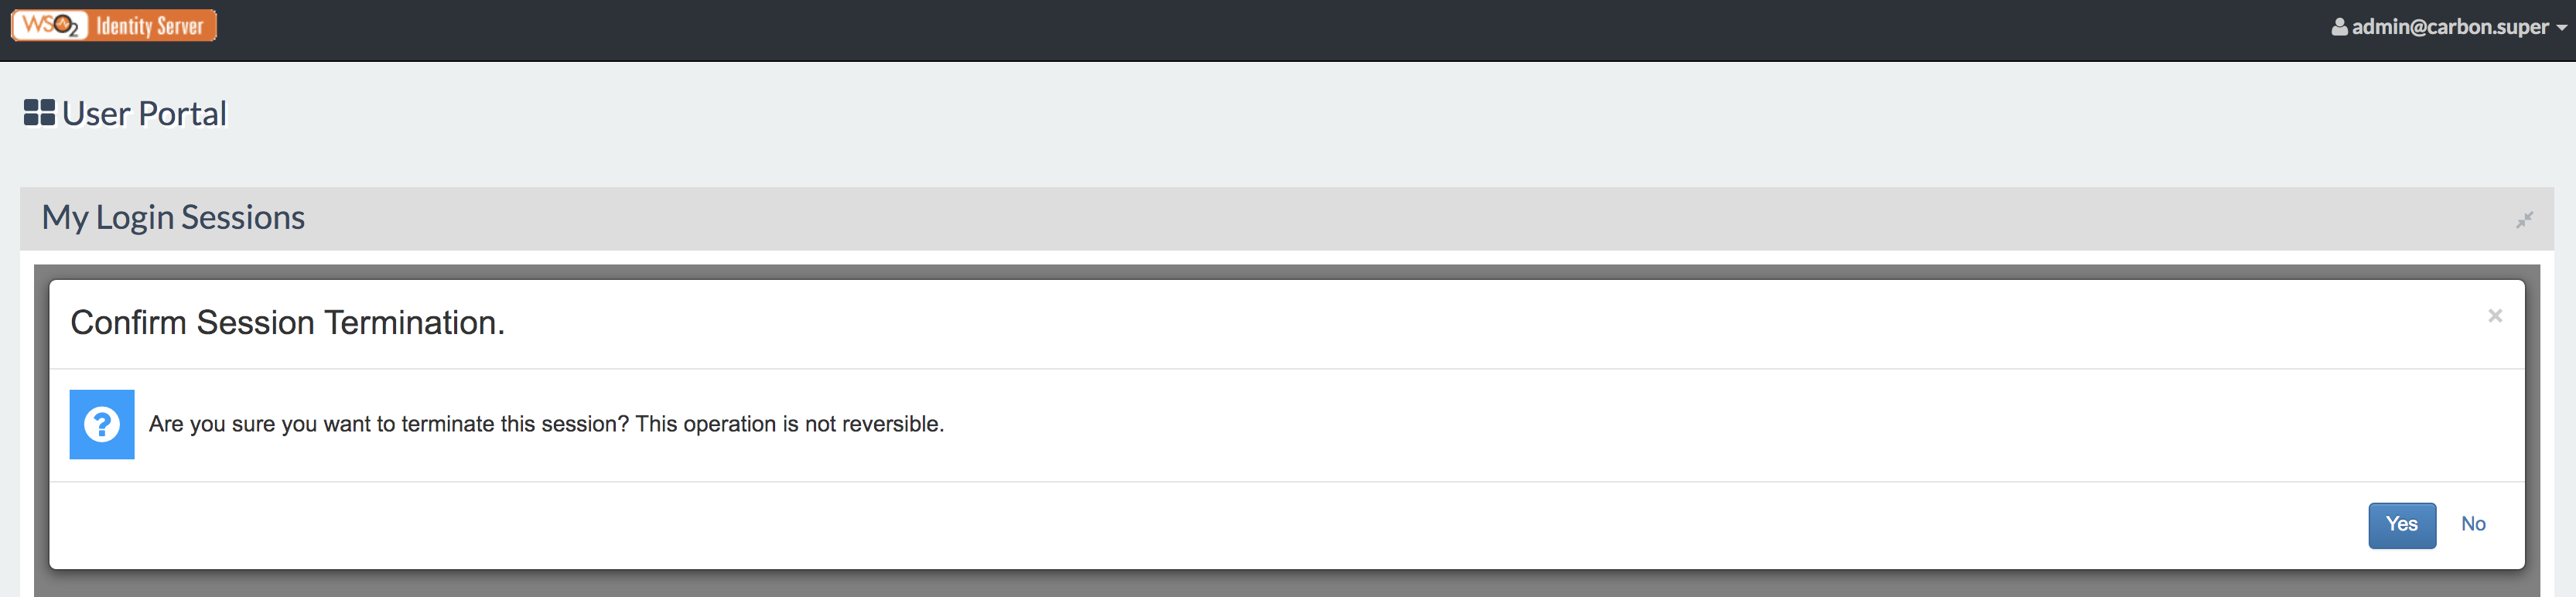 WSO2 Identity Server
admin@carbon.super
User Portal
My Login Sessions
Confirm Session Termination.
×
Are you sure you want to terminate this session? This operation is not reversible.
Yes No